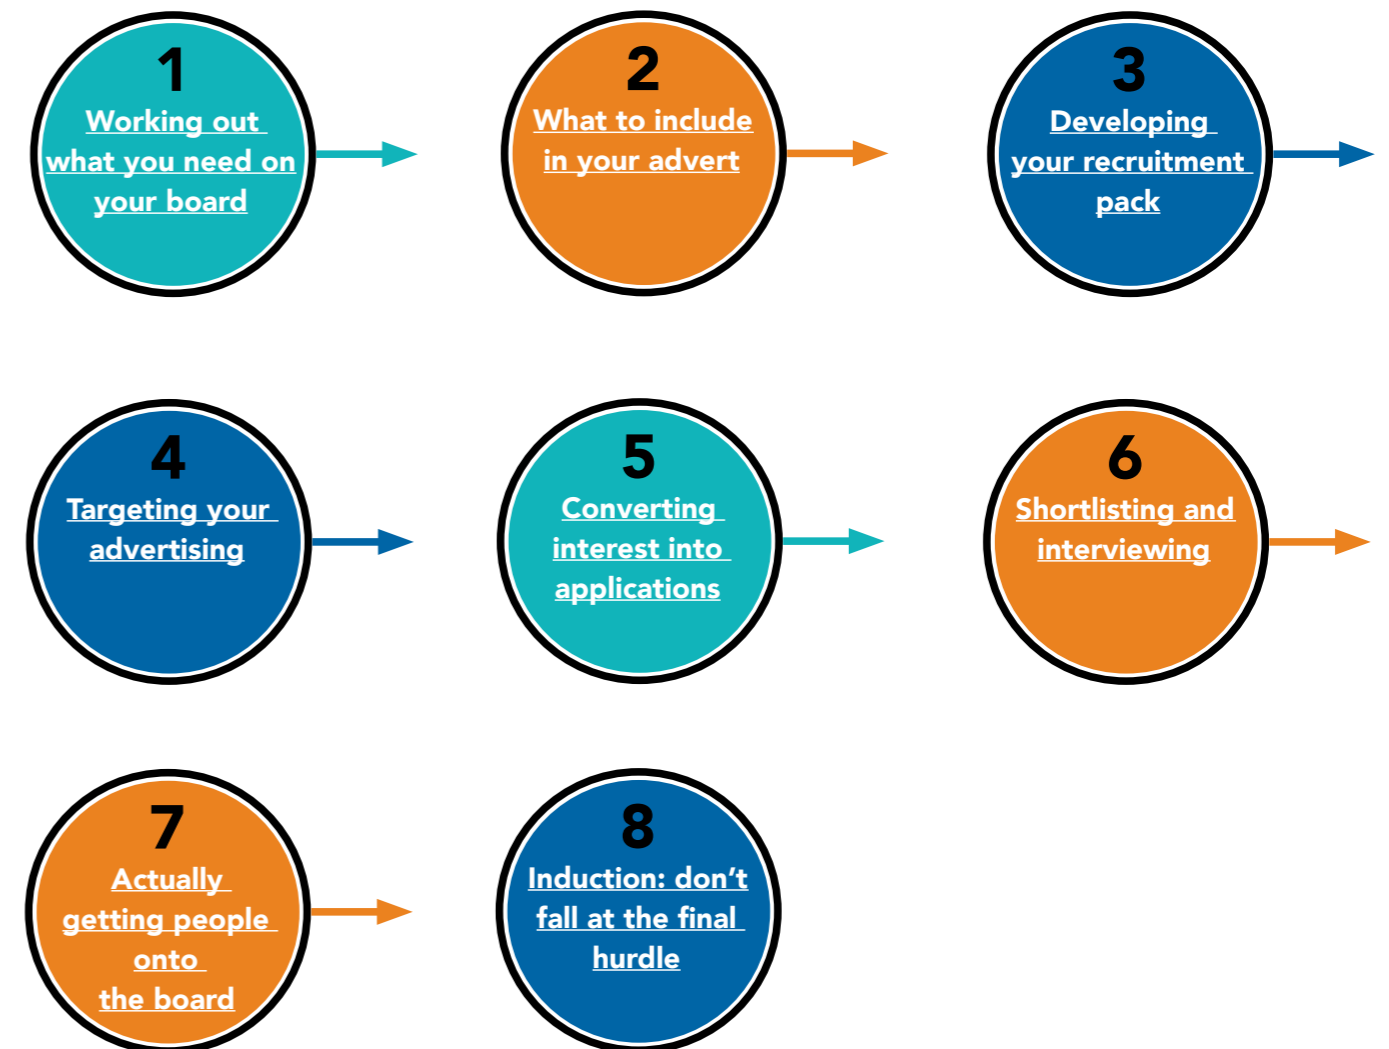 1
Working out
what you need on
your board
2
What to include
in your advert
3
Developing
your recruitment
pack
4
Targeting your
advertising
5
Converting
interest into
applications
6
Shortlisting and
interviewing
7
Actually
getting people
onto
the board
8
Induction: don’t
fall at the final
hurdle